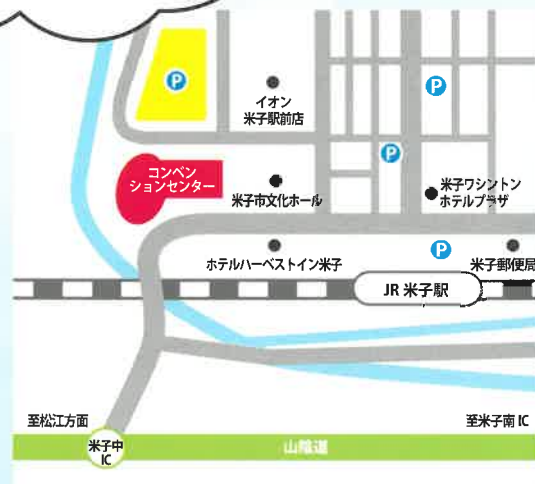 P
P
イオン
米子駅前店
P
コンベン
ションセンター
米子市文化ホール
米子ワシントン
ホテルプラザ
P
ホテルハーベストイン米子
米子郵便局
JR 米子駅
至松江方面
至米子南 IC
米子中
IC
山陰道